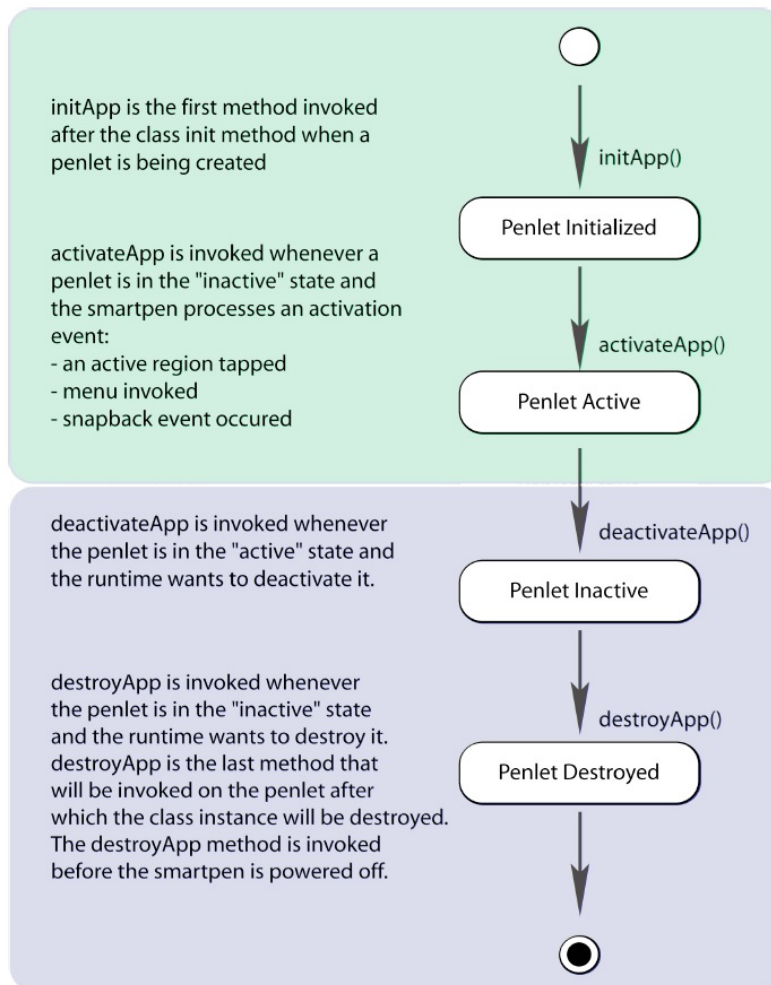 initApp is the first method invoked
after the class init method when a
penlet is being created
initApp()
Penlet Initialized
activateApp is invoked whenever a
penlet is in the "inactive" state and
the smartpen processes an activation
event:
- an active region tapped
- menu invoked
- snapback event occured
activateApp()
Penlet Active
deactivateApp is invoked whenever
the penlet is in the "active" state and
the runtime wants to deactivate it.
deactivateApp()
Penlet Inactive
destroyApp is invoked whenever
the penlet is in the "inactive" state
and the runtime wants to destroy it.
destroyApp is the last method that
will be invoked on the penlet after
which the class instance will be destroyed.
The destroyApp method is invoked
before the smartpen is powered off.
destroyApp()
Penlet Destroyed